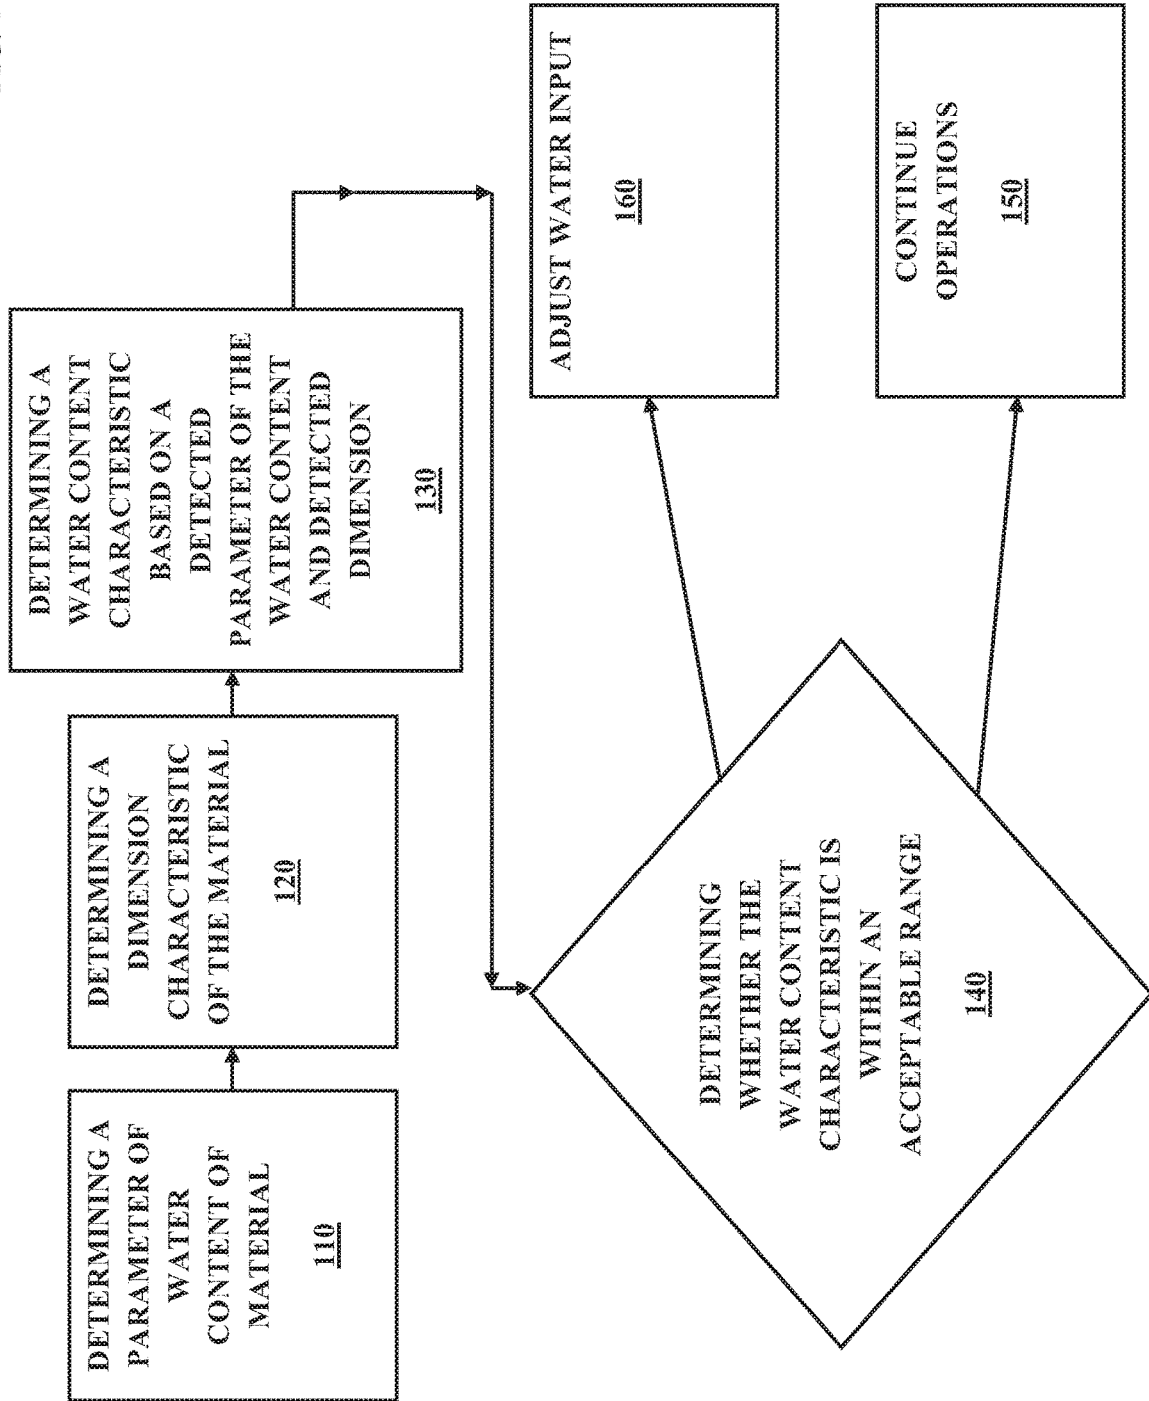 DETERMINING A
PARAMETER OF
WATER
CONTENT OF
MATERIAL
110
DETERMINING A
DIMENSION
CHARACTERISTIC
OF THE MATERIAL
120
DETERMINING A
WATER CONTENT
CHARACTERISTIC
BASED ON A
DETECTED
PARAMETER OF THE
WATER CONTENT
AND DETECTED
DIMENSION
130
DETERMINING
WHETHER THE
WATER CONTENT
CHARACTERISTIC IS
WITHIN AN
ACCEPTABLE RANGE
140
ADJUST WATER INPUT
160
CONTINUE
OPERATIONS
150